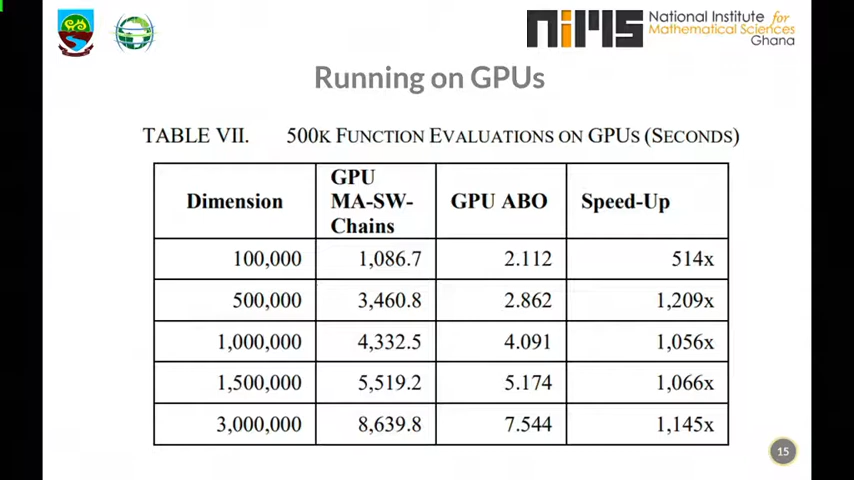 NIMS
National Institute for
Mathematical Sciences
Ghana
Running on GPUs
TABLE VII. 500K FUNCTION EVALUATIONS ON GPUS (SECONDS)
Dimension GPU MA-SW-Chains GPU ABO Speed-Up
100,000 1,086.7 2.112 514x
500,000 3,460.8 2.862 1,209x
1,000,000 4,332.5 4.091 1,056x
1,500,000 5,519.2 5.174 1,066x
3,000,000 8,639.8 7.544 1,145x
15